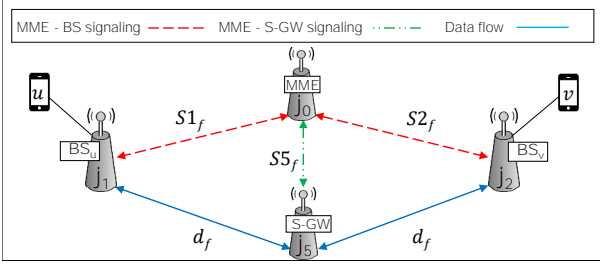 MME - BS signaling MME - S-GW signaling Data flow
u
MME
v
j0
S1f S2f
BSu
BSv
S5f
j1
j2
S-GW
df
j5
df